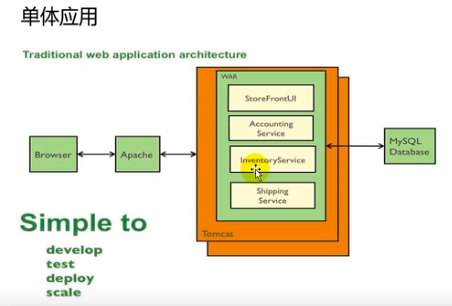 单体应用
Traditional web application architecture
WAR
StoreFrontUI
Accounting
Service
InventoryService
Shipping
Service
Browser
Apache
MySQL
Database
Tomcat
Simple to
develop
test
deploy
scale